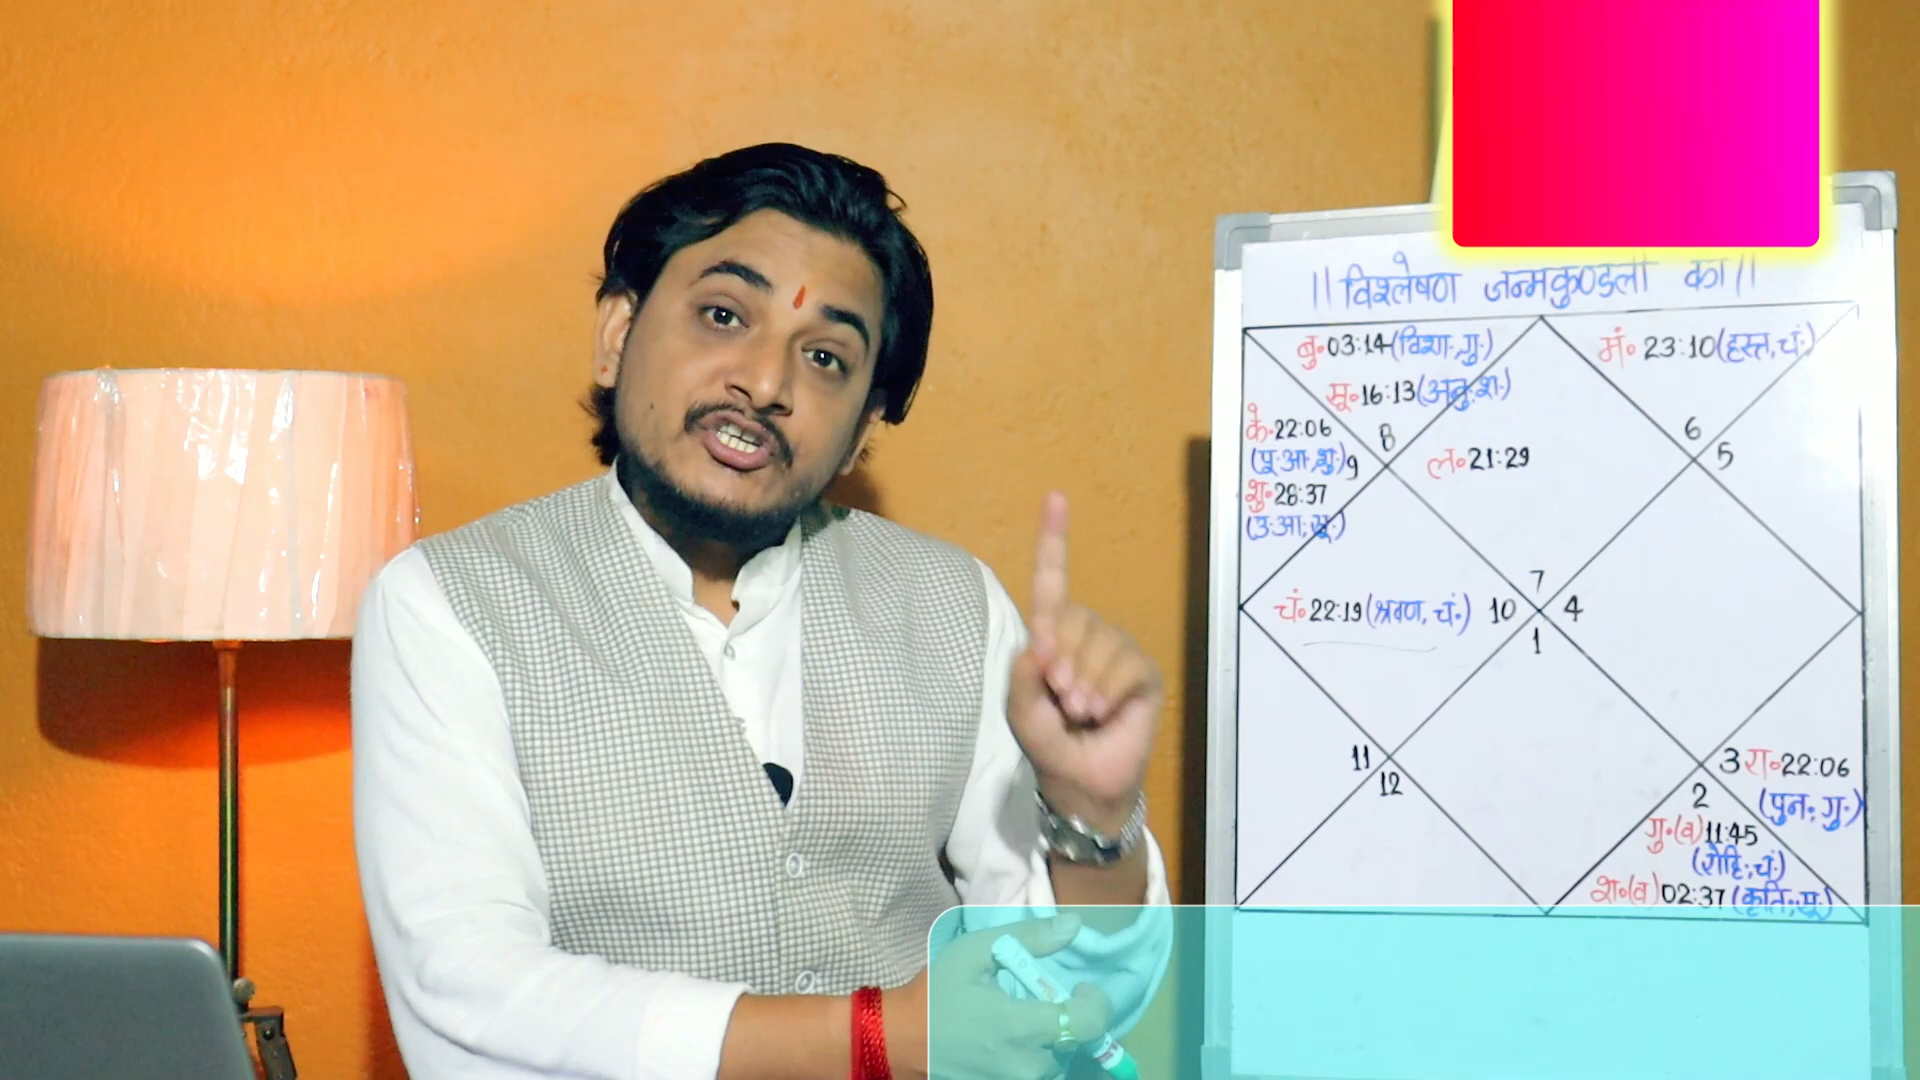 ||विश्लेषण जन्मकुण्डली का||
बु॰03:14(विशा.,गु.)
मं॰ 23:10(हस्त,चं.)
सू॰16:13(अनु.श.)
के॰22:06
(पू.आ.शु.)
8
9
ल॰21:29
6
5
शु॰28:37
(उ.आ.सू.)
7
चं॰22:19(श्रवण,चं.)
10
4
1
11
12
3
रा॰22:06
(पुन.गु.)
2
गु॰(व)11:45
(रोहि.चं.)
श॰(व)02:37(कृति.सू.)